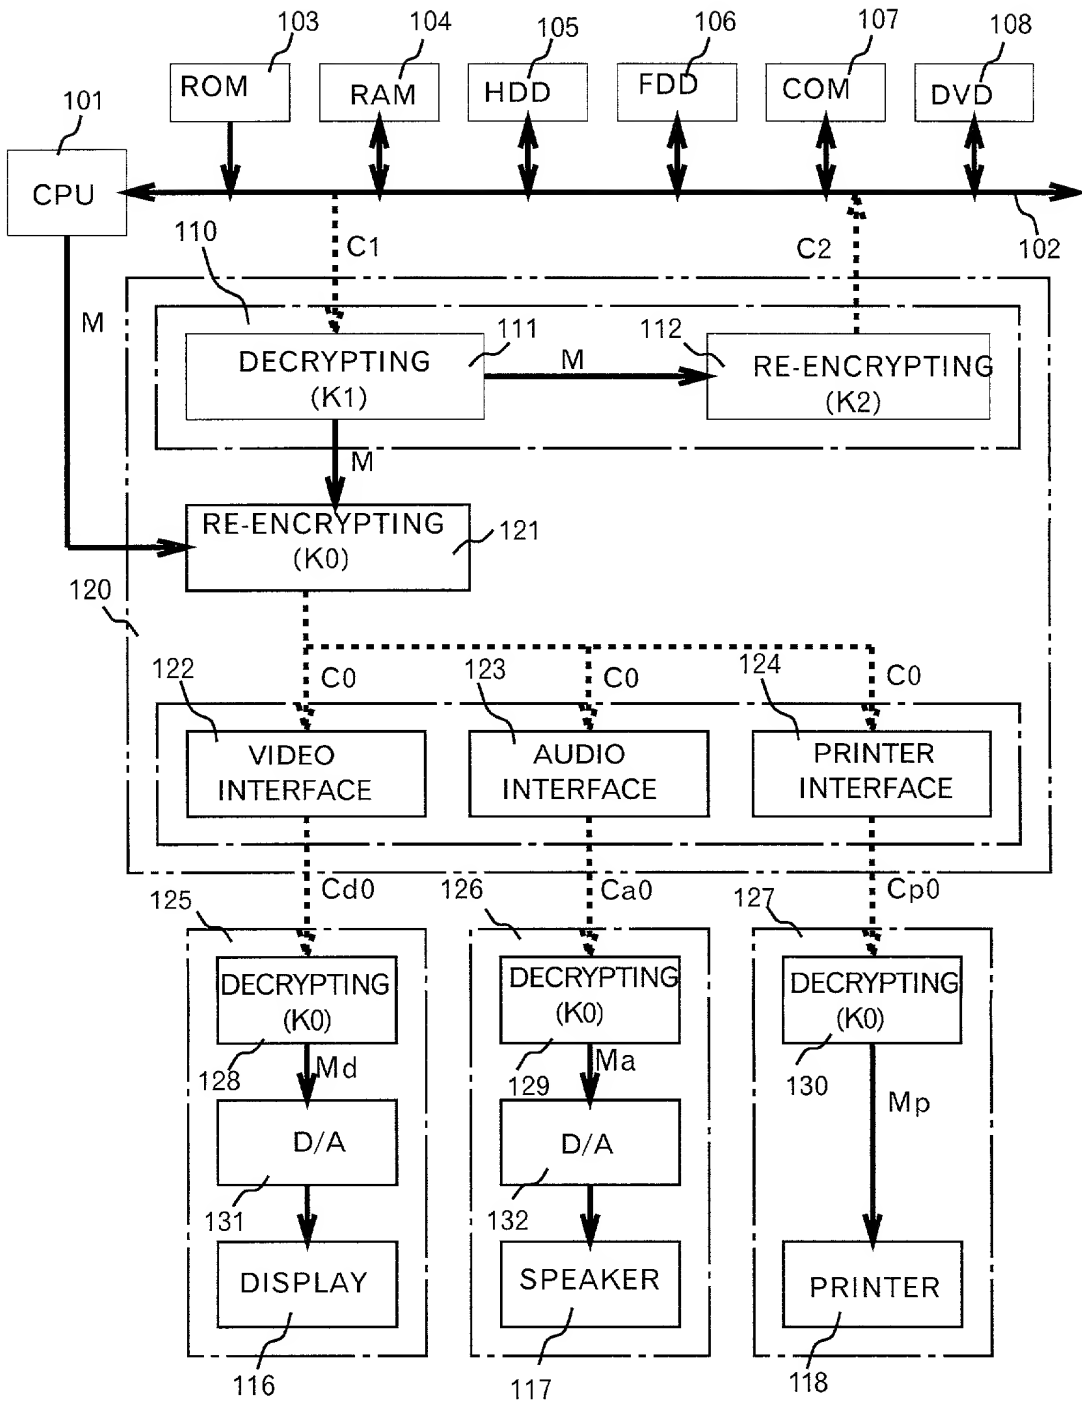 103
104
105
106
107
108
ROM
RAM
HDD
FDD
COM
DVD
101
CPU
102
110
C1
C2
M
111
112
DECRYPTING
(K1)
M
RE-ENCRYPTING
(K2)
M
RE-ENCRYPTING
(K0)
121
120
122
C0
123
C0
124
C0
VIDEO
INTERFACE
AUDIO
INTERFACE
PRINTER
INTERFACE
125
Cd0
126
Ca0
127
Cp0
DECRYPTING
(K0)
DECRYPTING
(K0)
DECRYPTING
(K0)
128
Md
129
Ma
130
Mp
D/A
D/A
131
132
DISPLAY
SPEAKER
PRINTER
116
117
118